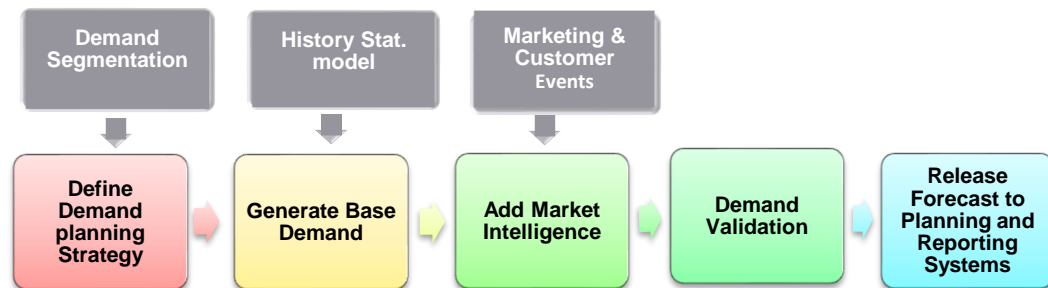 Demand
Segmentation
History Stat.
model
Marketing &
Customer
Events
Define
Demand
planning
Strategy
Generate Base
Demand
Add Market
Intelligence
Demand
Validation
Release
Forecast to
Planning and
Reporting
Systems